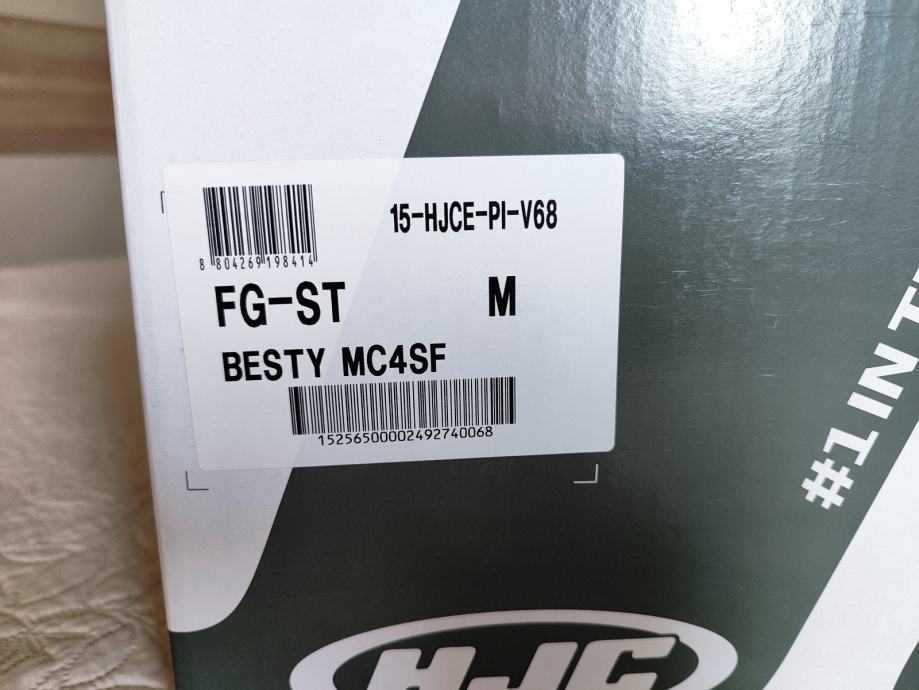 15-HJCE-PI-V68
8 804269 198414
FG-ST M
BESTY MC4SF
15256500002492740068
#1 IN
HJC